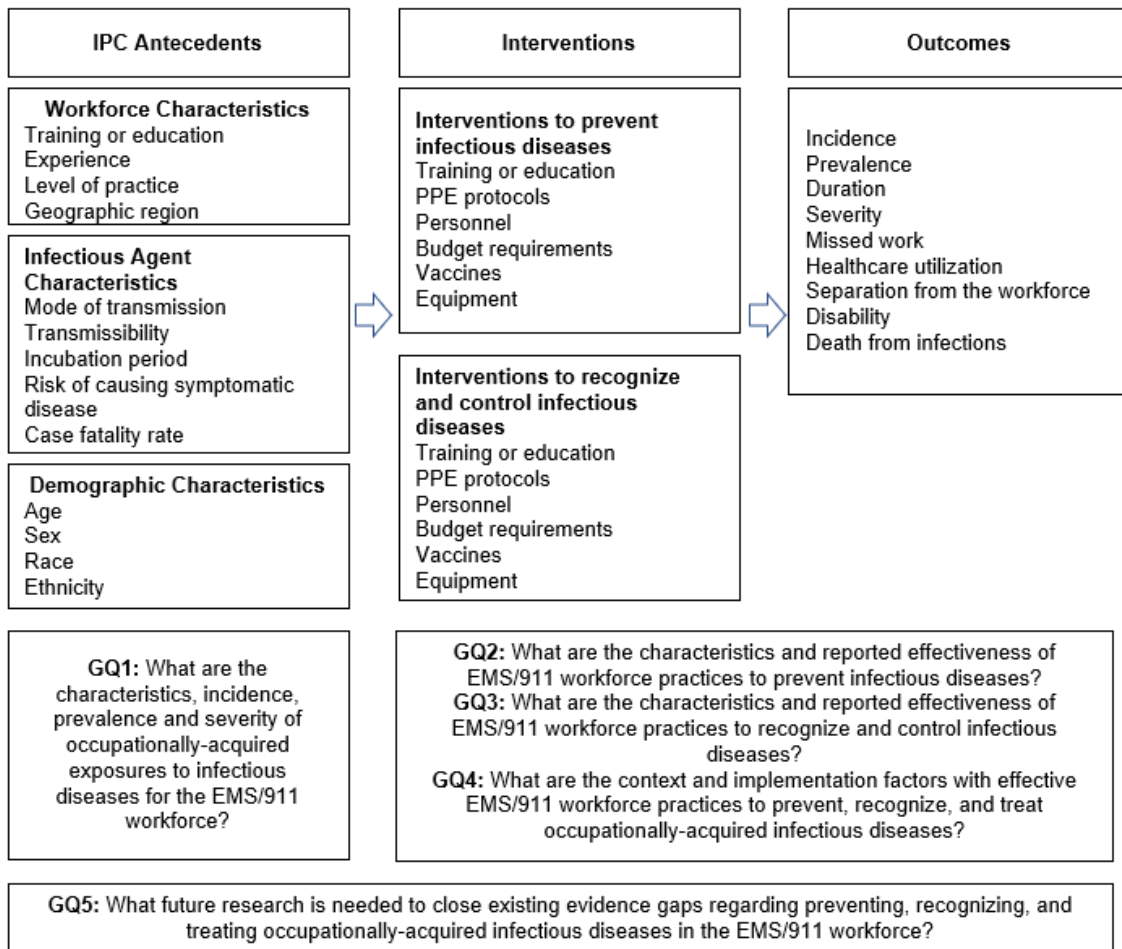 IPC Antecedents
Interventions
Outcomes
Workforce Characteristics
Training or education
Experience
Level of practice
Geographic region
Infectious Agent
Characteristics
Mode of transmission
Transmissibility
Incubation period
Risk of causing symptomatic
disease
Case fatality rate
Demographic Characteristics
Age
Sex
Race
Ethnicity
Interventions to prevent
infectious diseases
Training or education
PPE protocols
Personnel
Budget requirements
Vaccines
Equipment
Interventions to recognize
and control infectious
diseases
Training or education
PPE protocols
Personnel
Budget requirements
Vaccines
Equipment
Incidence
Prevalence
Duration
Severity
Missed work
Healthcare utilization
Separation from the workforce
Disability
Death from infections
GQ1: What are the
characteristics, incidence,
prevalence and severity of
occupationally-acquired
exposures to infectious
diseases for the EMS/911
workforce?
GQ2: What are the characteristics and reported effectiveness of
EMS/911 workforce practices to prevent infectious diseases?
GQ3: What are the characteristics and reported effectiveness of
EMS/911 workforce practices to recognize and control infectious
diseases?
GQ4: What are the context and implementation factors with effective
EMS/911 workforce practices to prevent, recognize, and treat
occupationally-acquired infectious diseases?
GQ5: What future research is needed to close existing evidence gaps regarding preventing, recognizing, and
treating occupationally-acquired infectious diseases in the EMS/911 workforce?